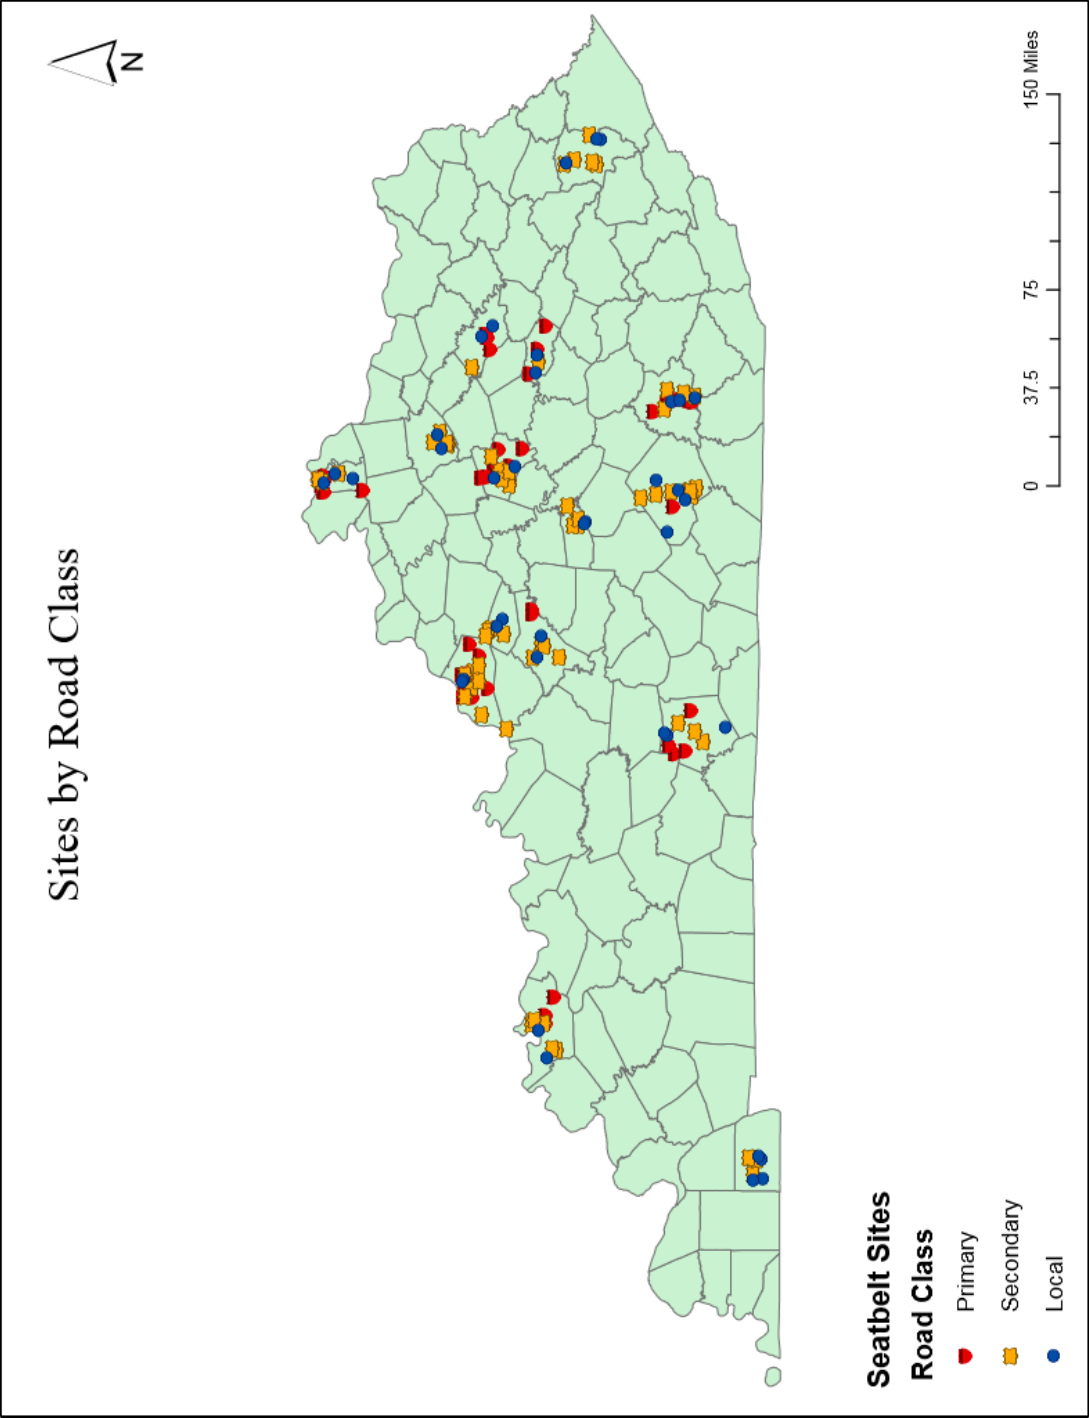 Sites by Road Class
N
Seatbelt Sites
Road Class
Primary
Secondary
Local
0 37.5 75 150 Miles